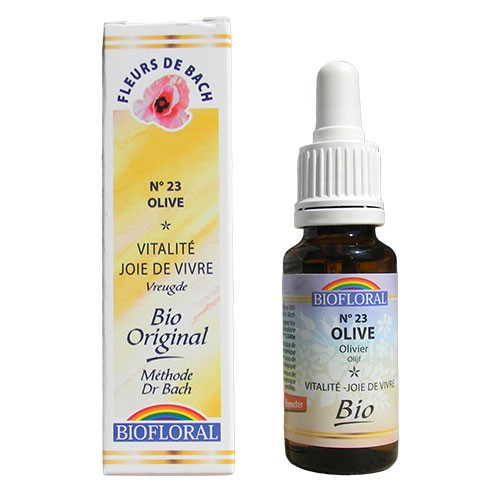 FLEURS DE BACH
N° 23
OLIVE
*
VITALITÉ
JOIE DE VIVRE
Vreugde
Bio
Original
Méthode
Dr Bach
BIOFLORAL
BIOFLORAL
N° 23
OLIVE
Olivier
Olijf
*
VITALITÉ-JOIE DE VIVRE
Bio